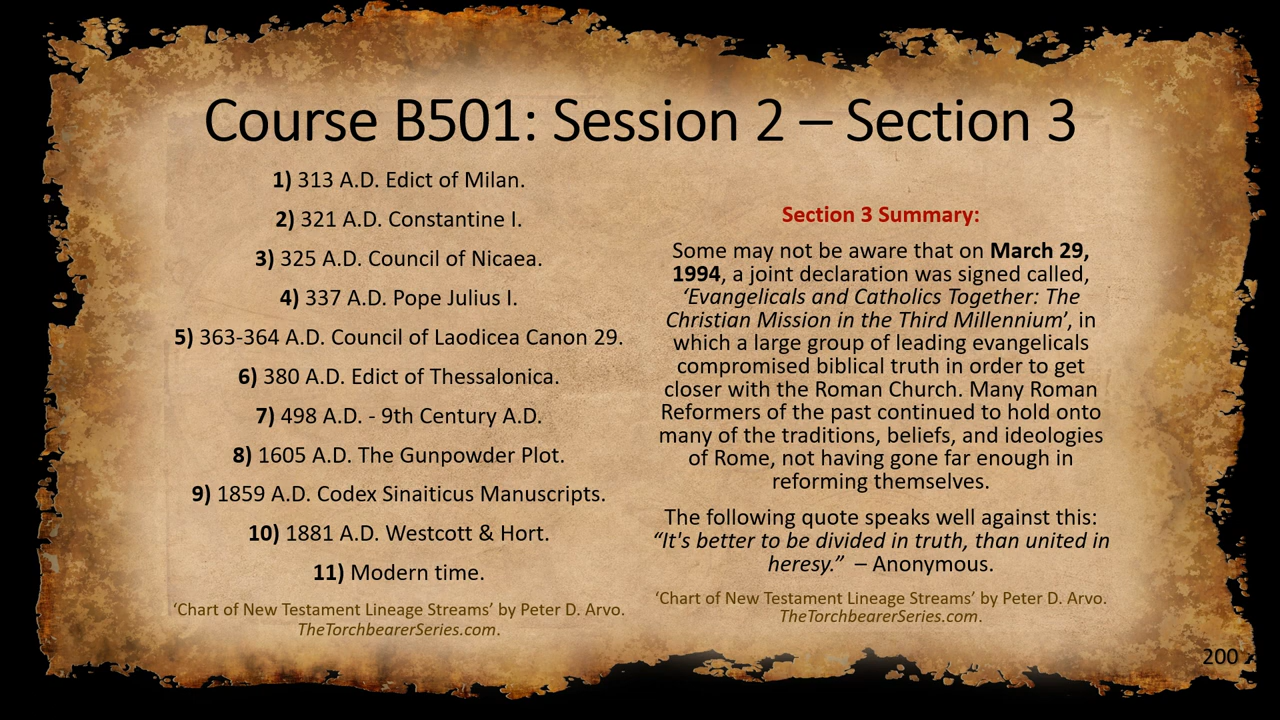 Course B501: Session 2 – Section 3
1) 313 A.D. Edict of Milan.
2) 321 A.D. Constantine I.
3) 325 A.D. Council of Nicaea.
4) 337 A.D. Pope Julius I.
5) 363-364 A.D. Council of Laodicea Canon 29.
6) 380 A.D. Edict of Thessalonica.
7) 498 A.D. - 9th Century A.D.
8) 1605 A.D. The Gunpowder Plot.
9) 1859 A.D. Codex Sinaiticus Manuscripts.
10) 1881 A.D. Westcott & Hort.
11) Modern time.
‘Chart of New Testament Lineage Streams’ by Peter D. Arvo.
TheTorchbearerSeries.com.
Section 3 Summary:
Some may not be aware that on March 29,
1994, a joint declaration was signed called,
‘Evangelicals and Catholics Together: The
Christian Mission in the Third Millennium’, in
which a large group of leading evangelicals
compromised biblical truth in order to get
closer with the Roman Church. Many Roman
Reformers of the past continued to hold onto
many of the traditions, beliefs, and ideologies
of Rome, not having gone far enough in
reforming themselves.
The following quote speaks well against this:
“It's better to be divided in truth, than united in
heresy.” – Anonymous.
‘Chart of New Testament Lineage Streams’ by Peter D. Arvo.
TheTorchbearerSeries.com.
200